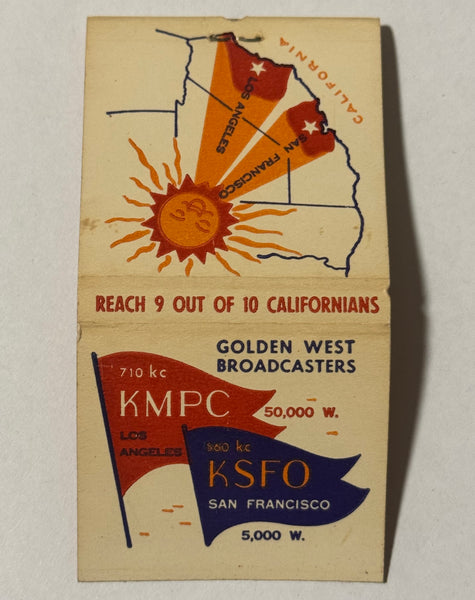 CALIFORNIA
LOS ANGELES
SAN FRANCISCO
REACH 9 OUT OF 10 CALIFORNIANS
GOLDEN WEST
BROADCASTERS
710 kc
KMPC
50,000 W.
LOS
ANGELES
560 kc
KSFO
SAN FRANCISCO
5,000 W.